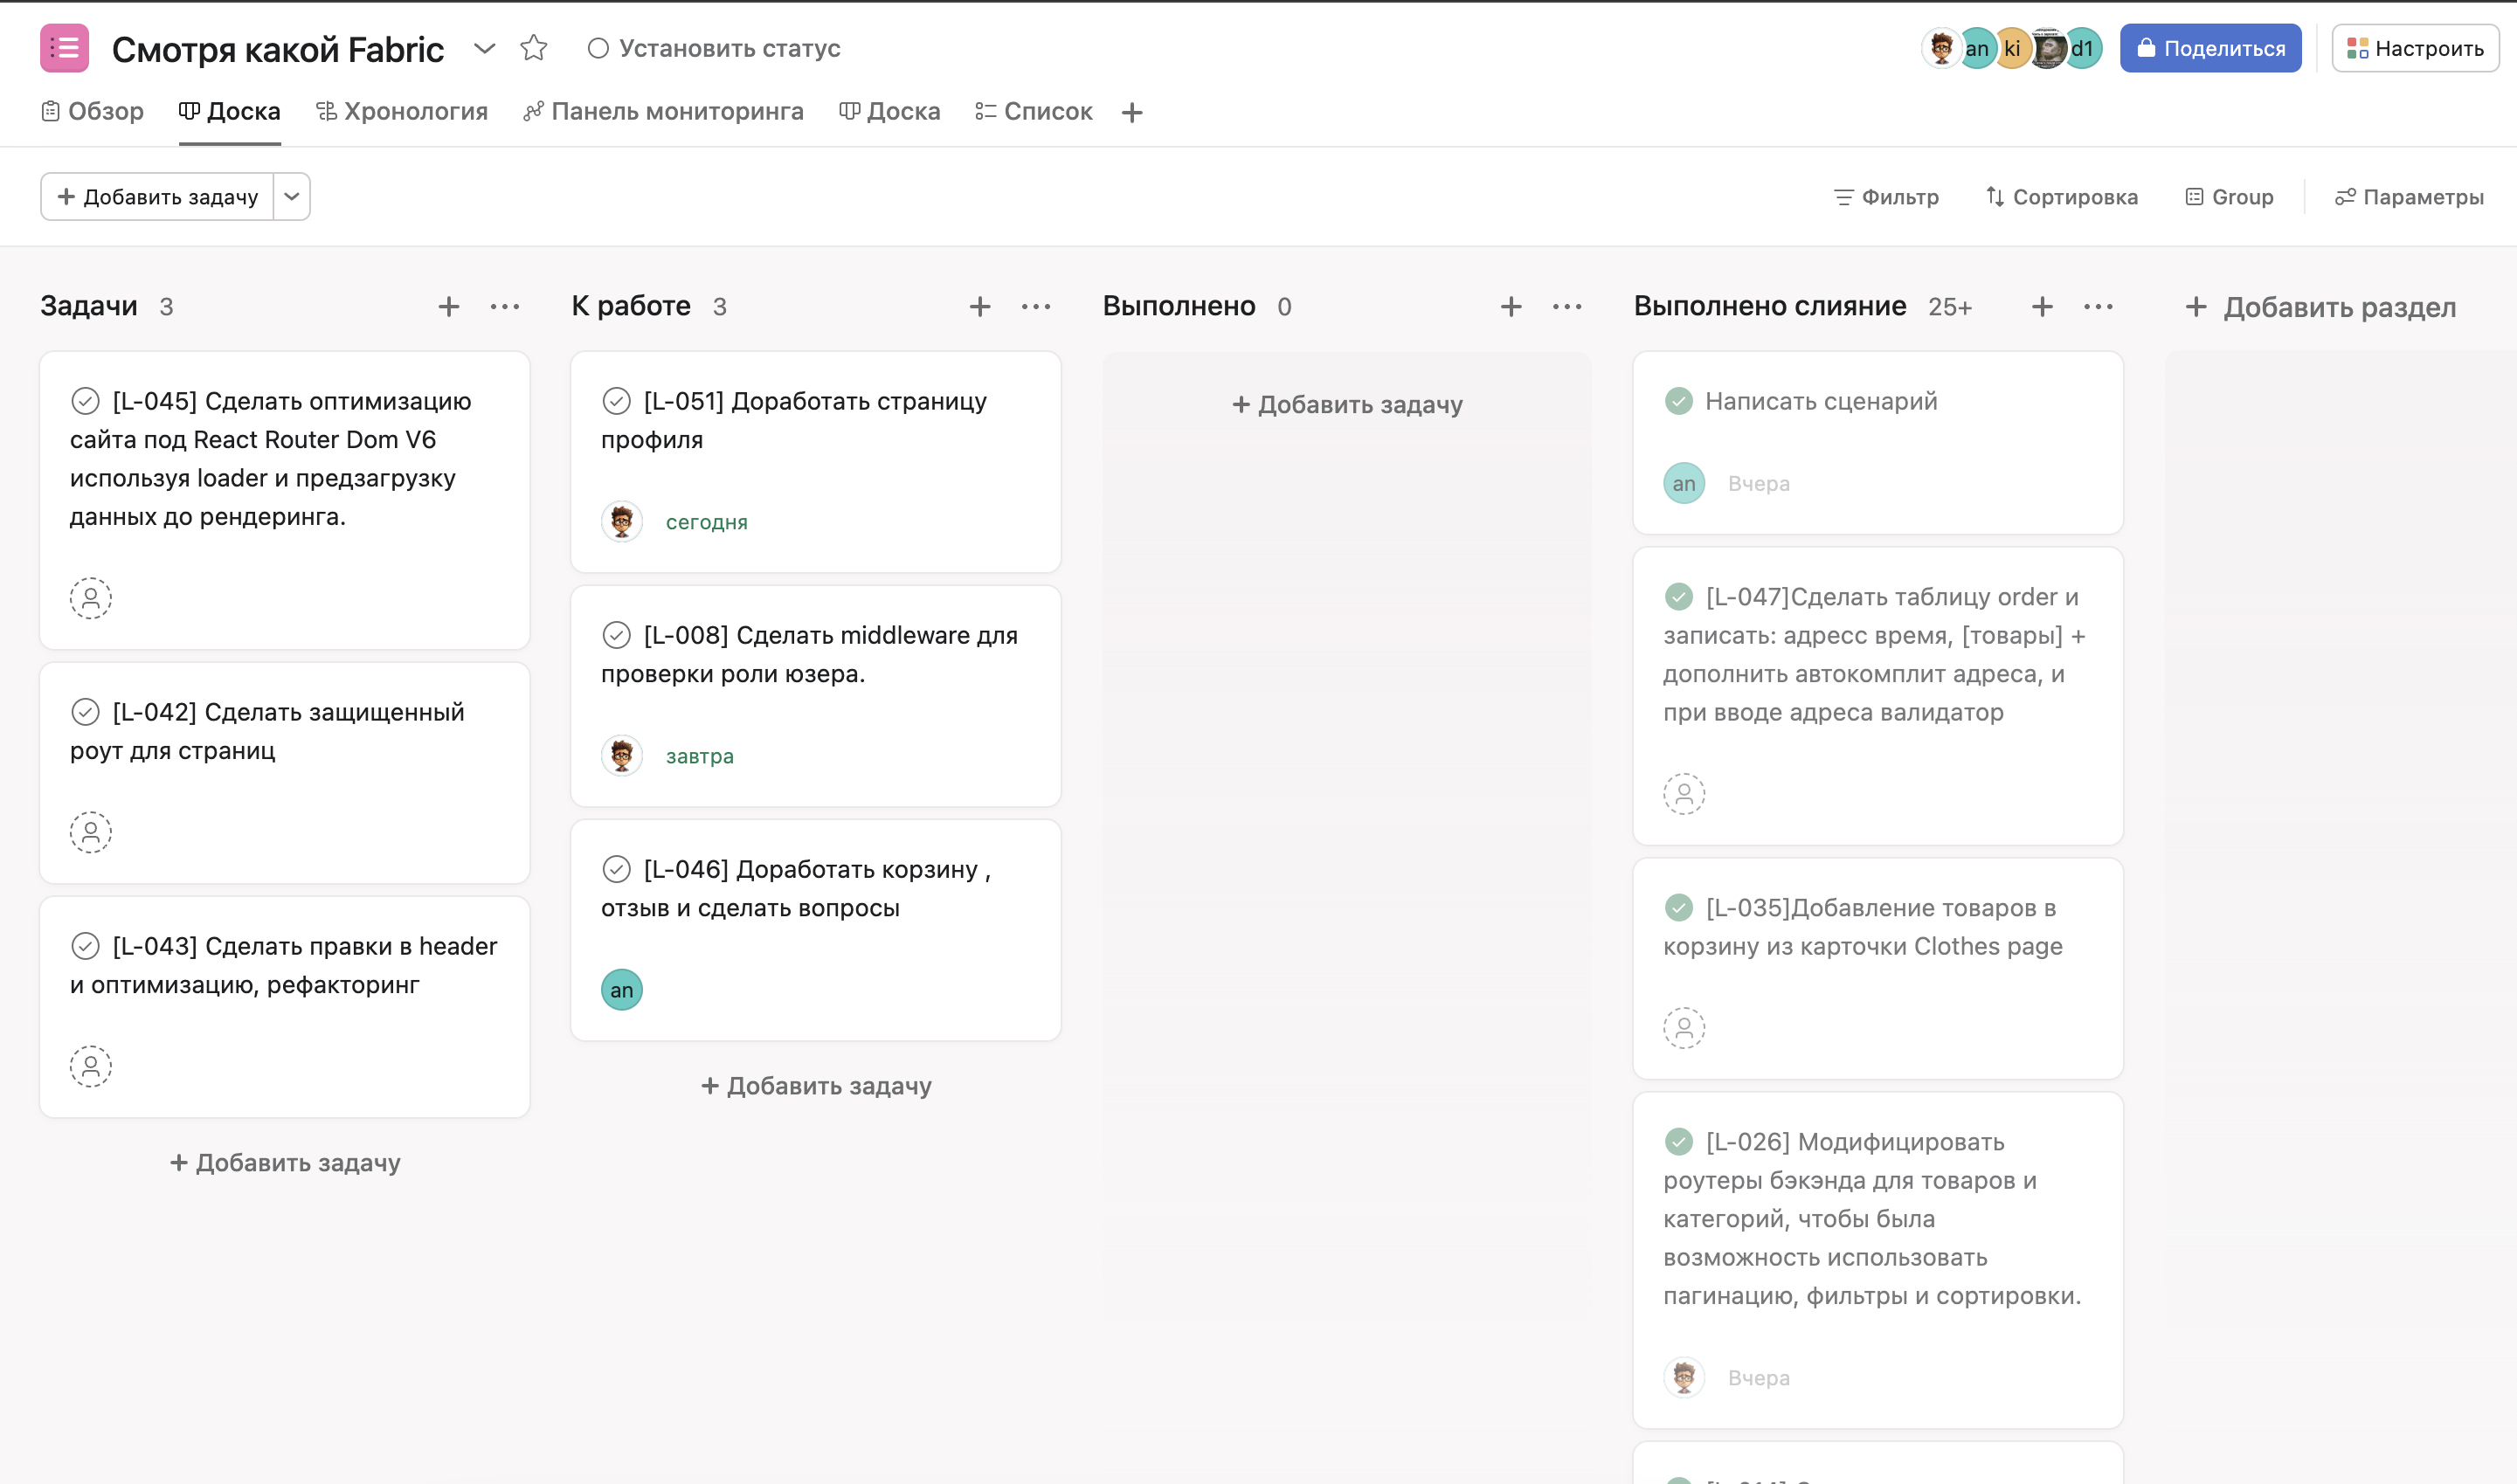 Смотря какой Fabric
Установить статус
an
ki
d1
Поделиться
Настроить
Обзор
Доска
Хронология
Панель мониторинга
Доска
Список
+ Добавить задачу
Фильтр
Сортировка
Group
Параметры
Задачи 3
[L-045] Сделать оптимизацию
сайта под React Router Dom V6
используя loader и предзагрузку
данных до рендеринга.
[L-042] Сделать защищенный
роут для страниц
[L-043] Сделать правки в header
и оптимизацию, рефакторинг
+ Добавить задачу
К работе 3
[L-051] Доработать страницу
профиля
сегодня
[L-008] Сделать middleware для
проверки роли юзера.
завтра
[L-046] Доработать корзину ,
отзыв и сделать вопросы
an
+ Добавить задачу
Выполнено 0
+ Добавить задачу
Выполнено слияние 25+
Написать сценарий
an
Вчера
[L-047]Сделать таблицу order и
записать: адресс время, [товары] +
дополнить автокомплит адреса, и
при вводе адреса валидатор
[L-035]Добавление товаров в
корзину из карточки Clothes page
[L-026] Модифицировать
роутеры бэкэнда для товаров и
категорий, чтобы была
возможность использовать
пагинацию, фильтры и сортировки.
Вчера
+ Добавить раздел